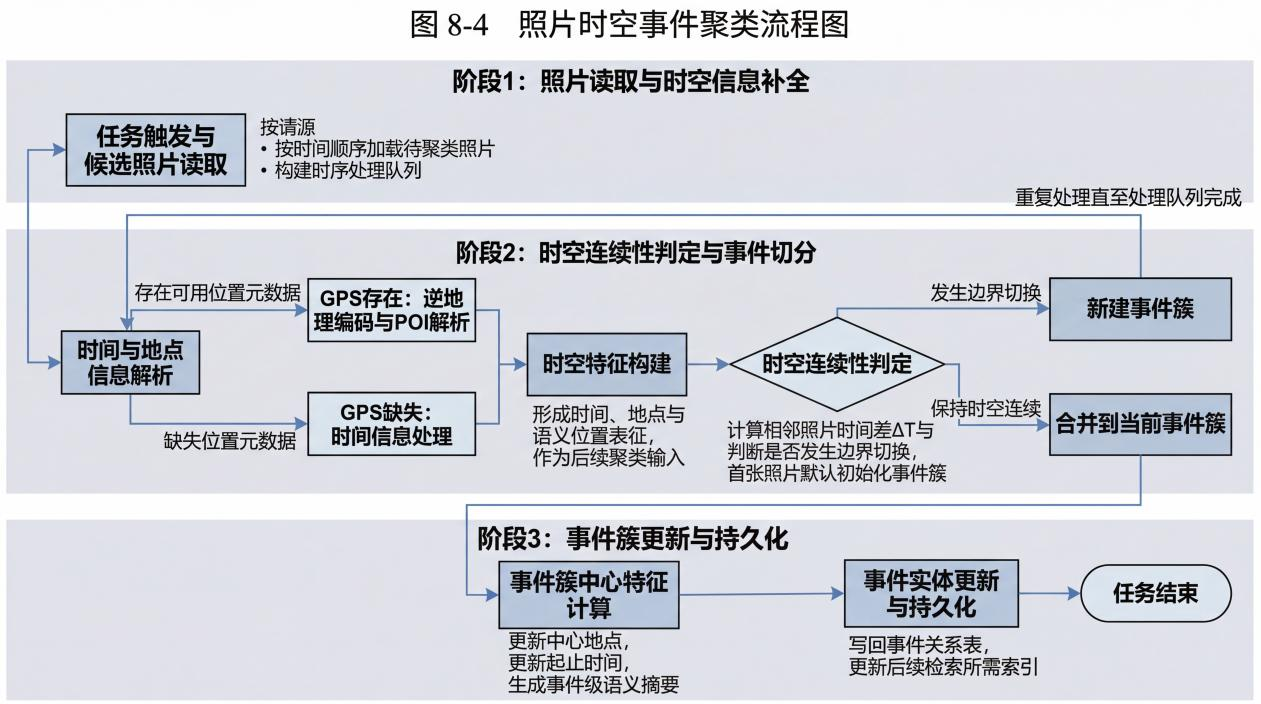 图 8-4　照片时空事件聚类流程图
阶段1：照片读取与时空信息补全
任务触发与
候选照片读取
按请源
• 按时间顺序加载待聚类照片
• 构建时序处理队列
重复处理直至处理队列完成
阶段2：时空连续性判定与事件切分
存在可用位置元数据
GPS存在：逆地
理编码与POI解析
时间与地点
信息解析
缺失位置元数据
GPS缺失：
时间信息处理
时空特征构建
形成时间、地点与
语义位置表征，
作为后续聚类输入
时空连续性判定
计算相邻照片时间差ΔT与
判断是否发生边界切换，
首张照片默认初始化事件簇
发生边界切换
新建事件簇
保持时空连续
合并到当前事件簇
阶段3：事件簇更新与持久化
事件簇中心特征
计算
更新中心地点，
更新起止时间，
生成事件级语义摘要
事件实体更新
与持久化
写回事件关系表，
更新后续检索所需索引
任务结束